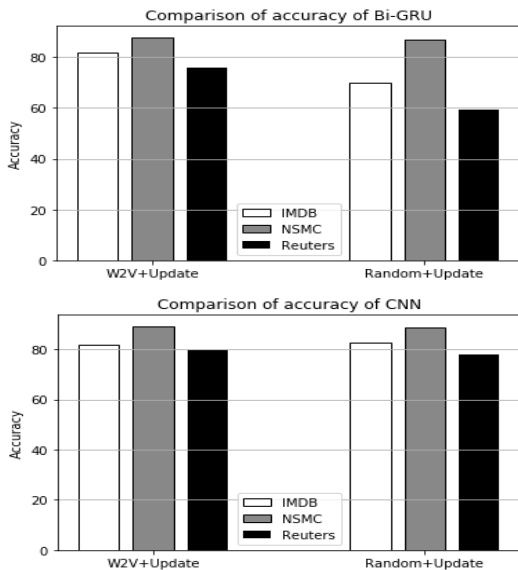 Comparison of accuracy of Bi-GRU
Accuracy
80
60
40
20
0
IMDB
NSMC
Reuters
W2V+Update Random+Update
Comparison of accuracy of CNN
Accuracy
80
60
40
20
0
IMDB
NSMC
Reuters
W2V+Update Random+Update